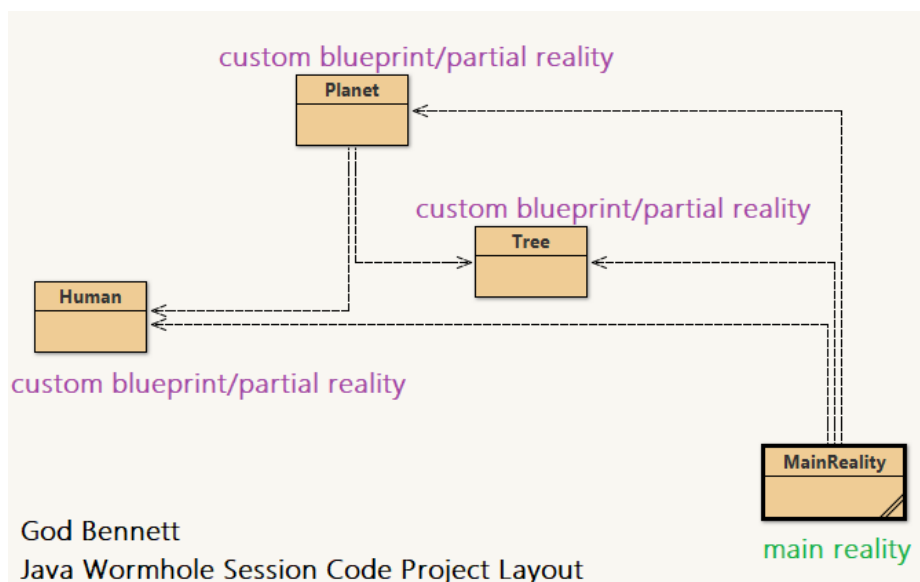 custom blueprint/partial reality
Planet
custom blueprint/partial reality
Tree
Human
custom blueprint/partial reality
MainReality
main reality
God Bennett
Java Wormhole Session Code Project Layout